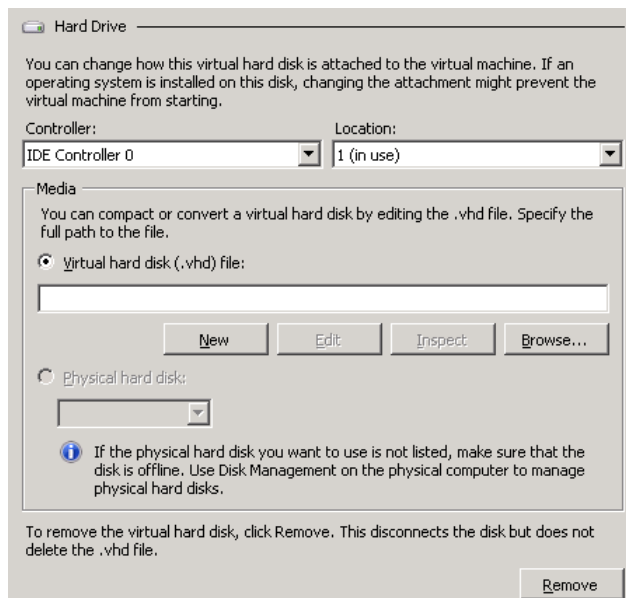 Hard Drive
You can change how this virtual hard disk is attached to the virtual machine. If an
operating system is installed on this disk, changing the attachment might prevent the
virtual machine from starting.
Controller: Location:
IDE Controller 0 1 (in use)
Media
You can compact or convert a virtual hard disk by editing the .vhd file. Specify the
full path to the file.
Virtual hard disk (.vhd) file:
New Edit Inspect Browse...
Physical hard disk:
If the physical hard disk you want to use is not listed, make sure that the
disk is offline. Use Disk Management on the physical computer to manage
physical hard disks.
To remove the virtual hard disk, click Remove. This disconnects the disk but does not
delete the .vhd file.
Remove